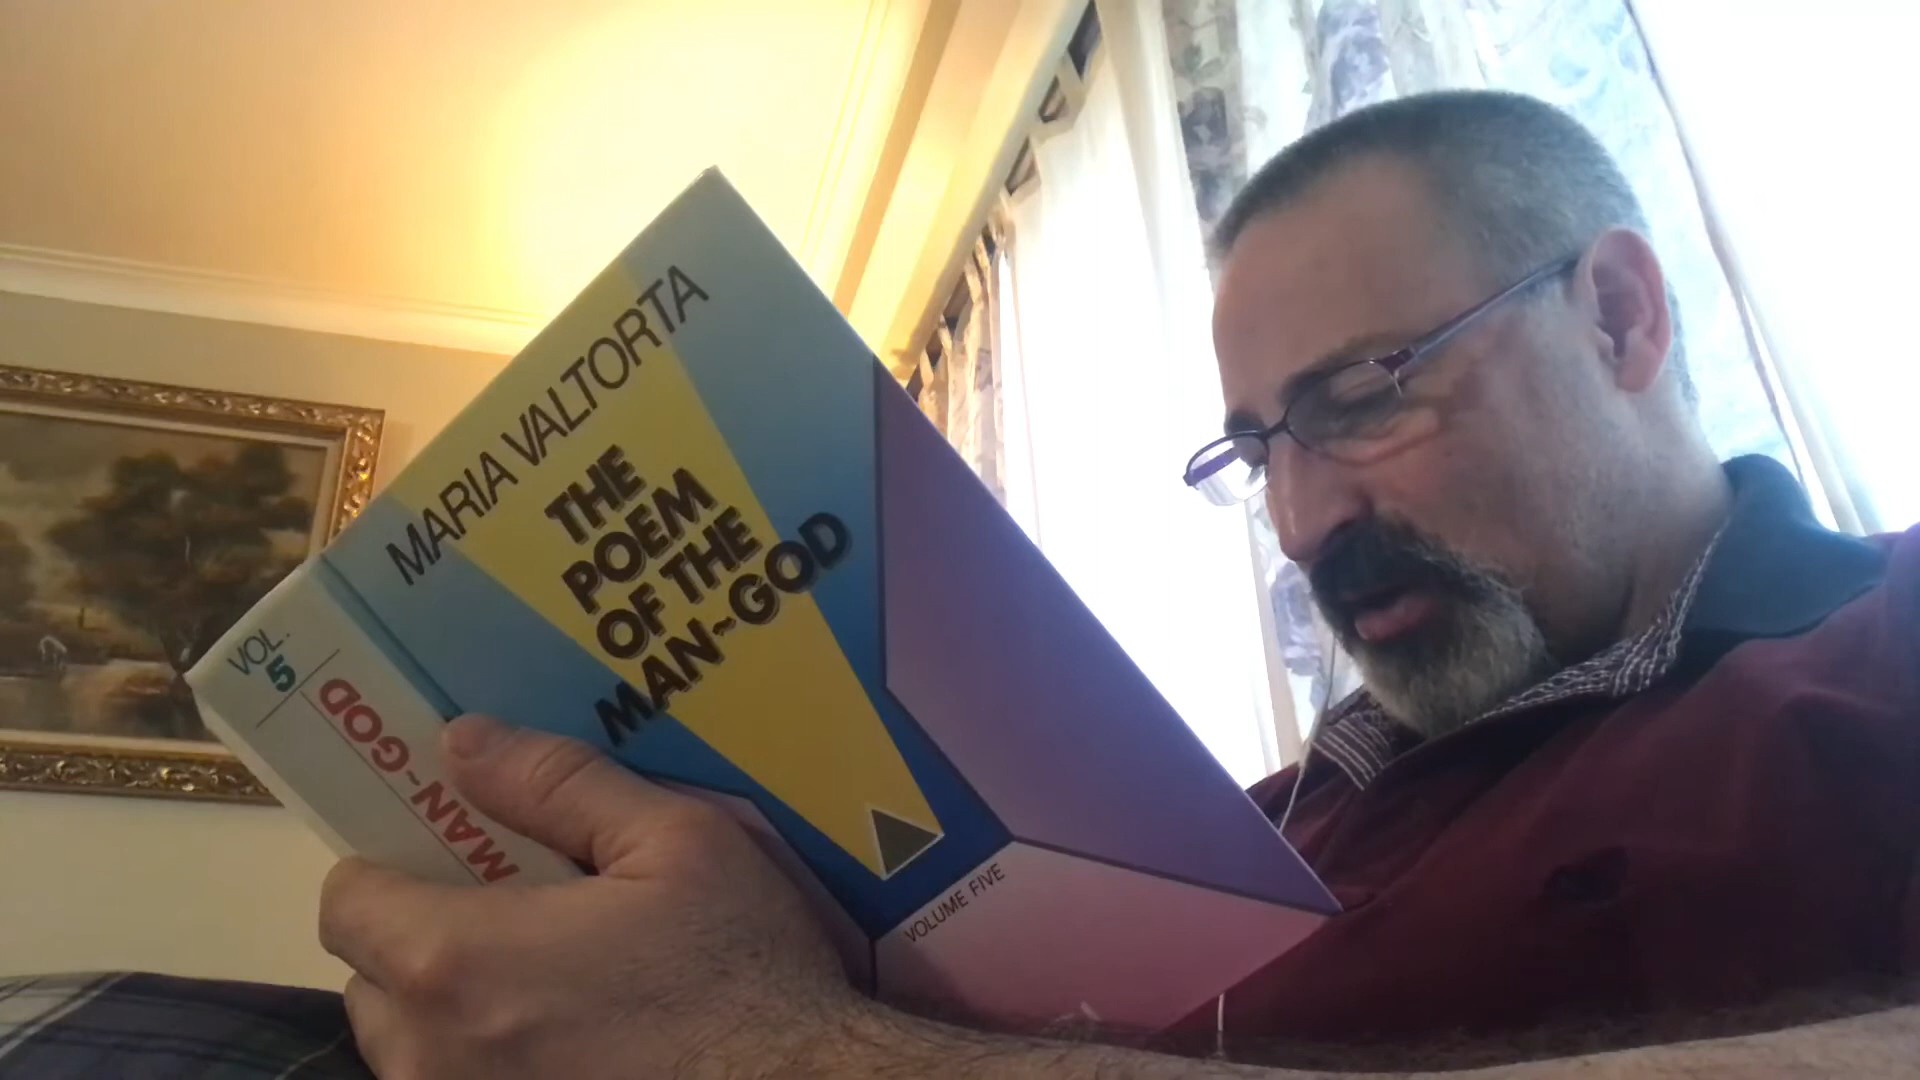 MARIA VALTORTA
THE
POEM
OF THE
MAN~GOD
VOLUME FIVE
VOL.
5
MAN~GOD